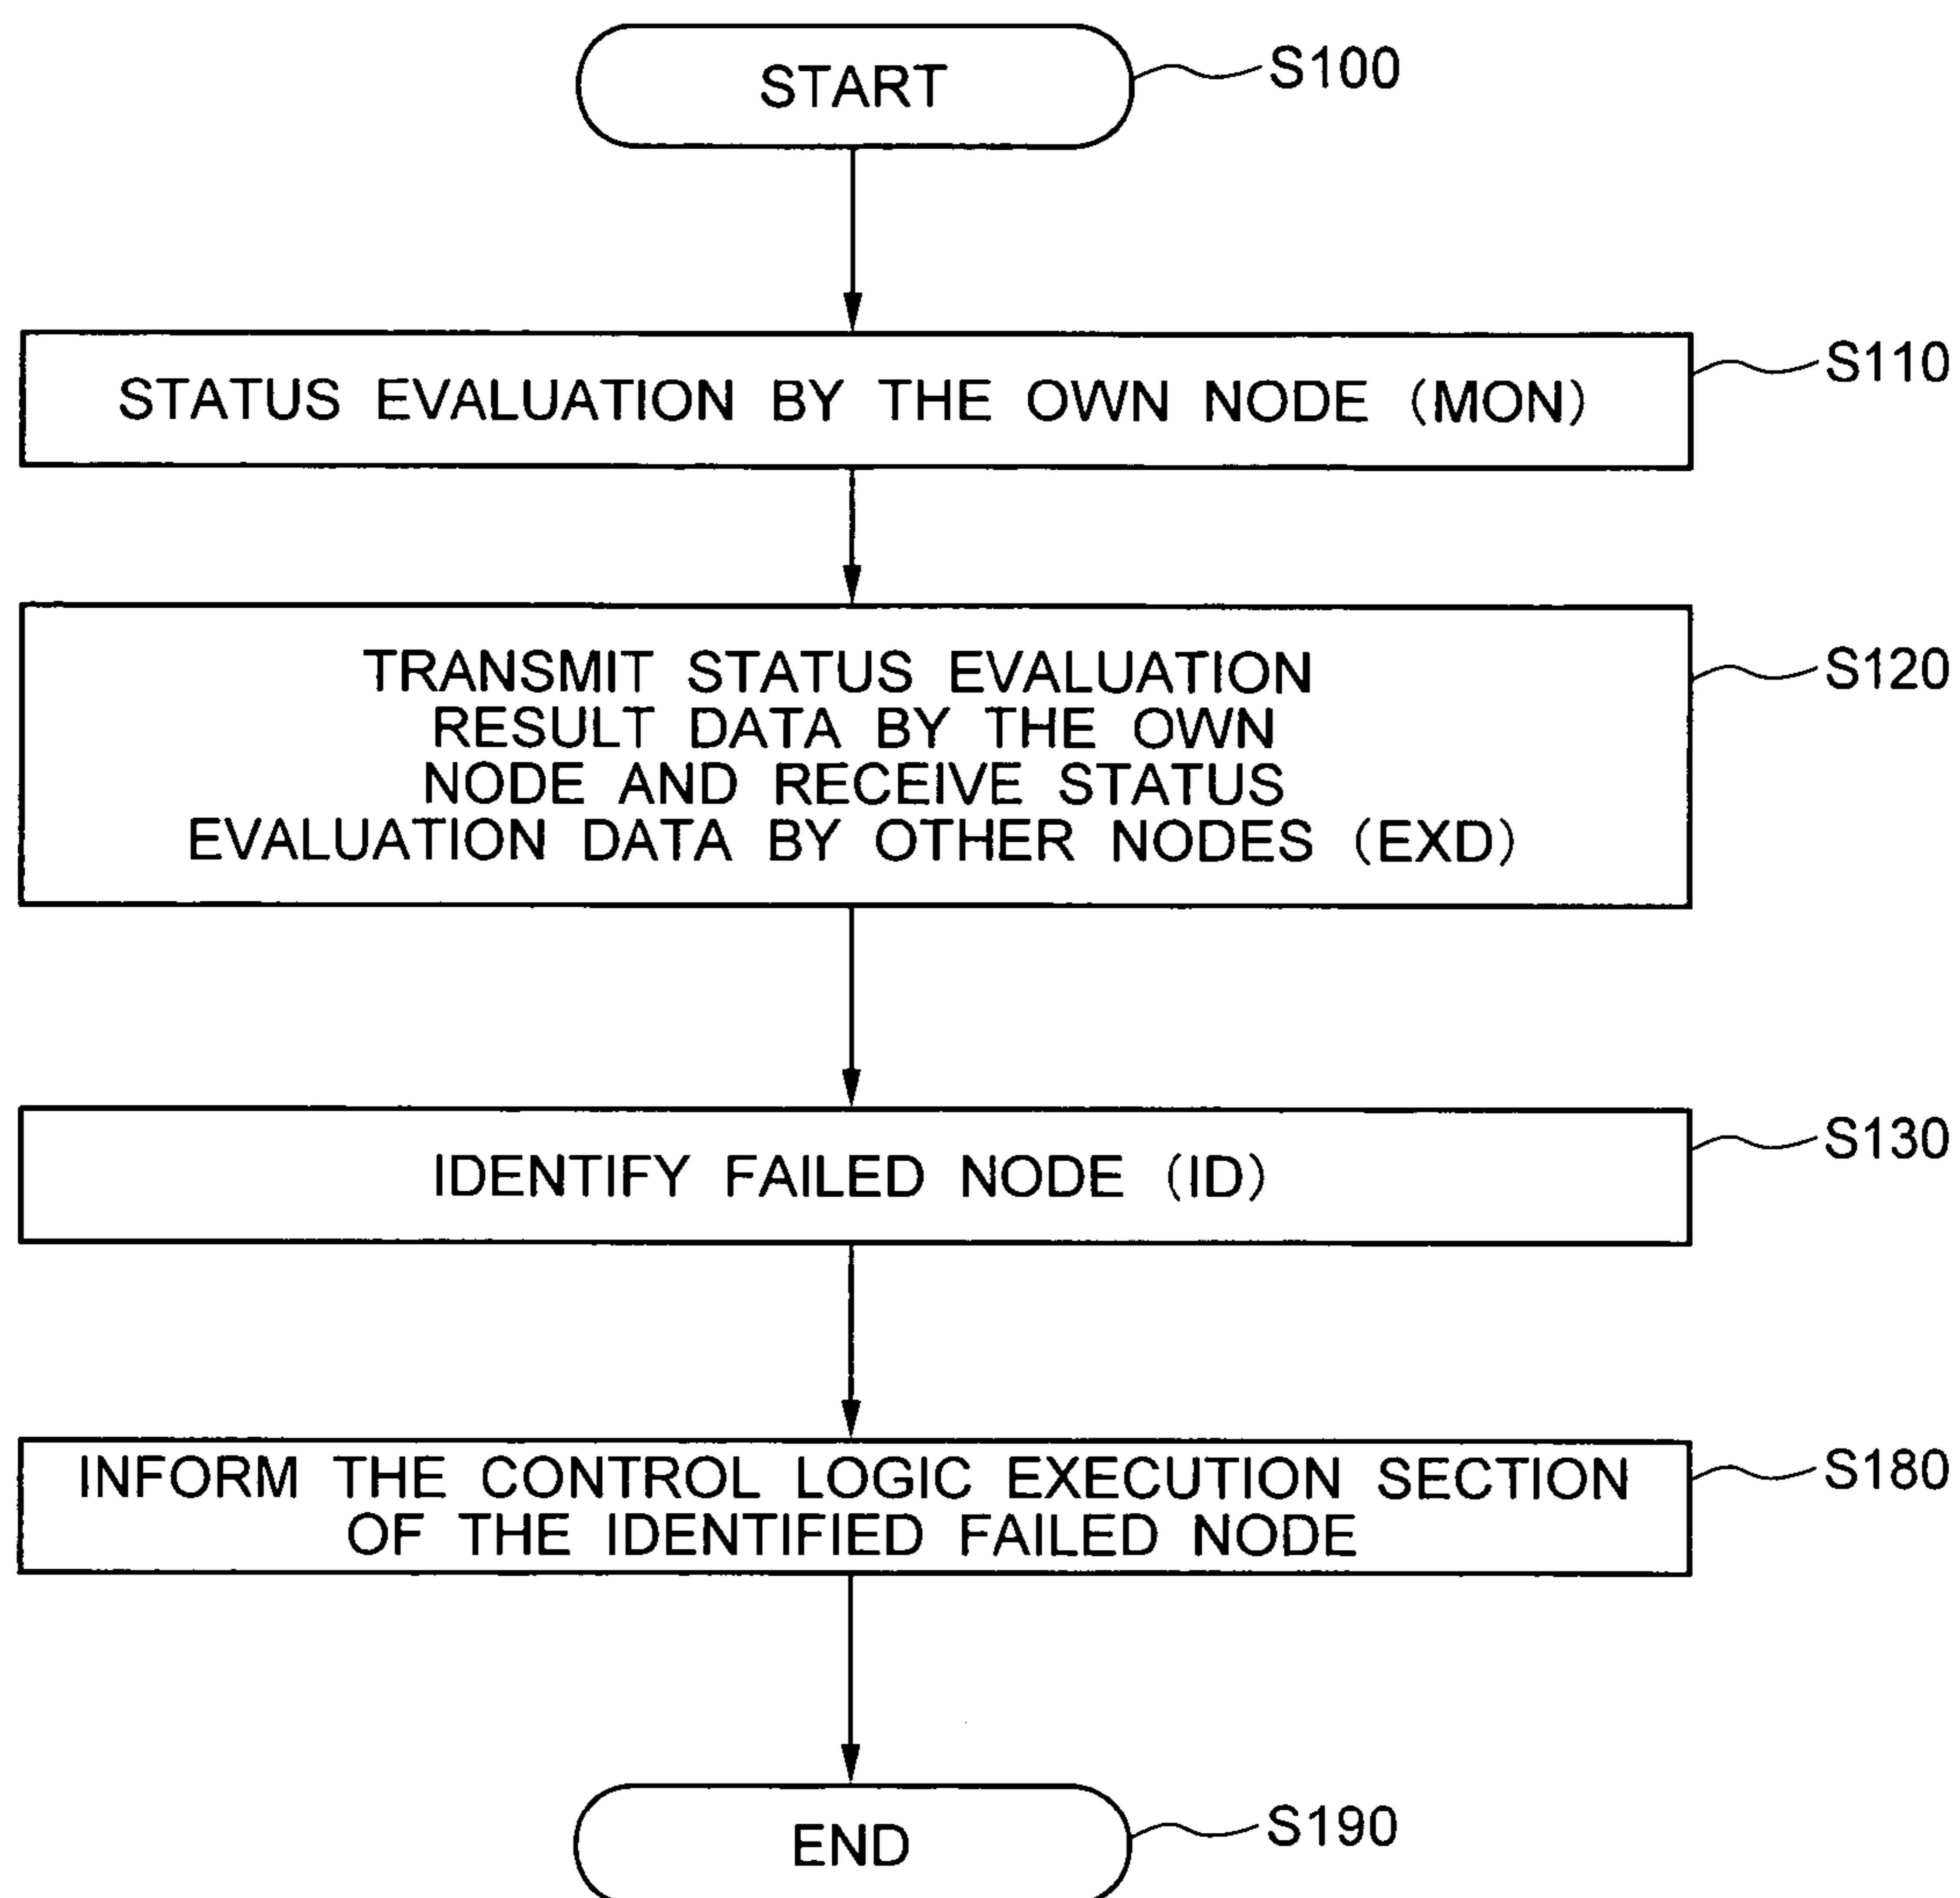 START
S100
STATUS EVALUATION BY THE OWN NODE (MON)
S110
TRANSMIT STATUS EVALUATION
RESULT DATA BY THE OWN
NODE AND RECEIVE STATUS
EVALUATION DATA BY OTHER NODES (EXD)
S120
IDENTIFY FAILED NODE (ID)
S130
INFORM THE CONTROL LOGIC EXECUTION SECTION
OF THE IDENTIFIED FAILED NODE
S180
END
S190